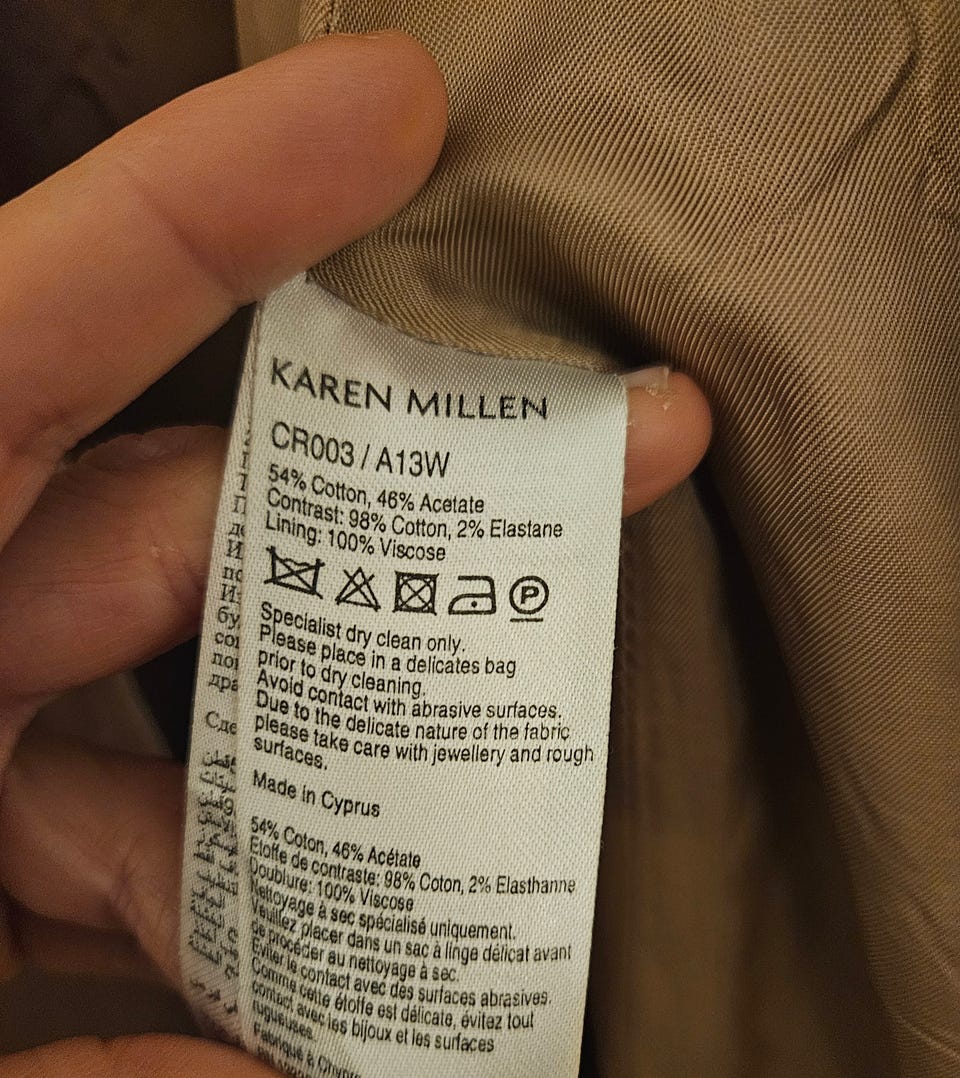 KAREN MILLEN
CR003 / A13W
54% Cotton, 46% Acetate
Contrast: 98% Cotton, 2% Elastane
Lining: 100% Viscose
P
Specialist dry clean only.
Please place in a delicates bag
prior to dry cleaning.
Avoid contact with abrasive surfaces.
Due to the delicate nature of the fabric
please take care with jewellery and rough
surfaces.
Made in Cyprus
54% Coton, 46% Acétate
Etoffe de contraste: 98% Coton, 2% Elasthanne
Doublure: 100% Viscose
Nettoyage à sec spécialisé uniquement.
Veuillez placer dans un sac à linge délicat avant
de procéder au nettoyage à sec.
Eviter le contact avec des surfaces abrasives.
Comme cette étoffe est délicate, évitez tout
contact avec les bijoux et les surfaces
rugueuses.
Fabriqué à Chypre